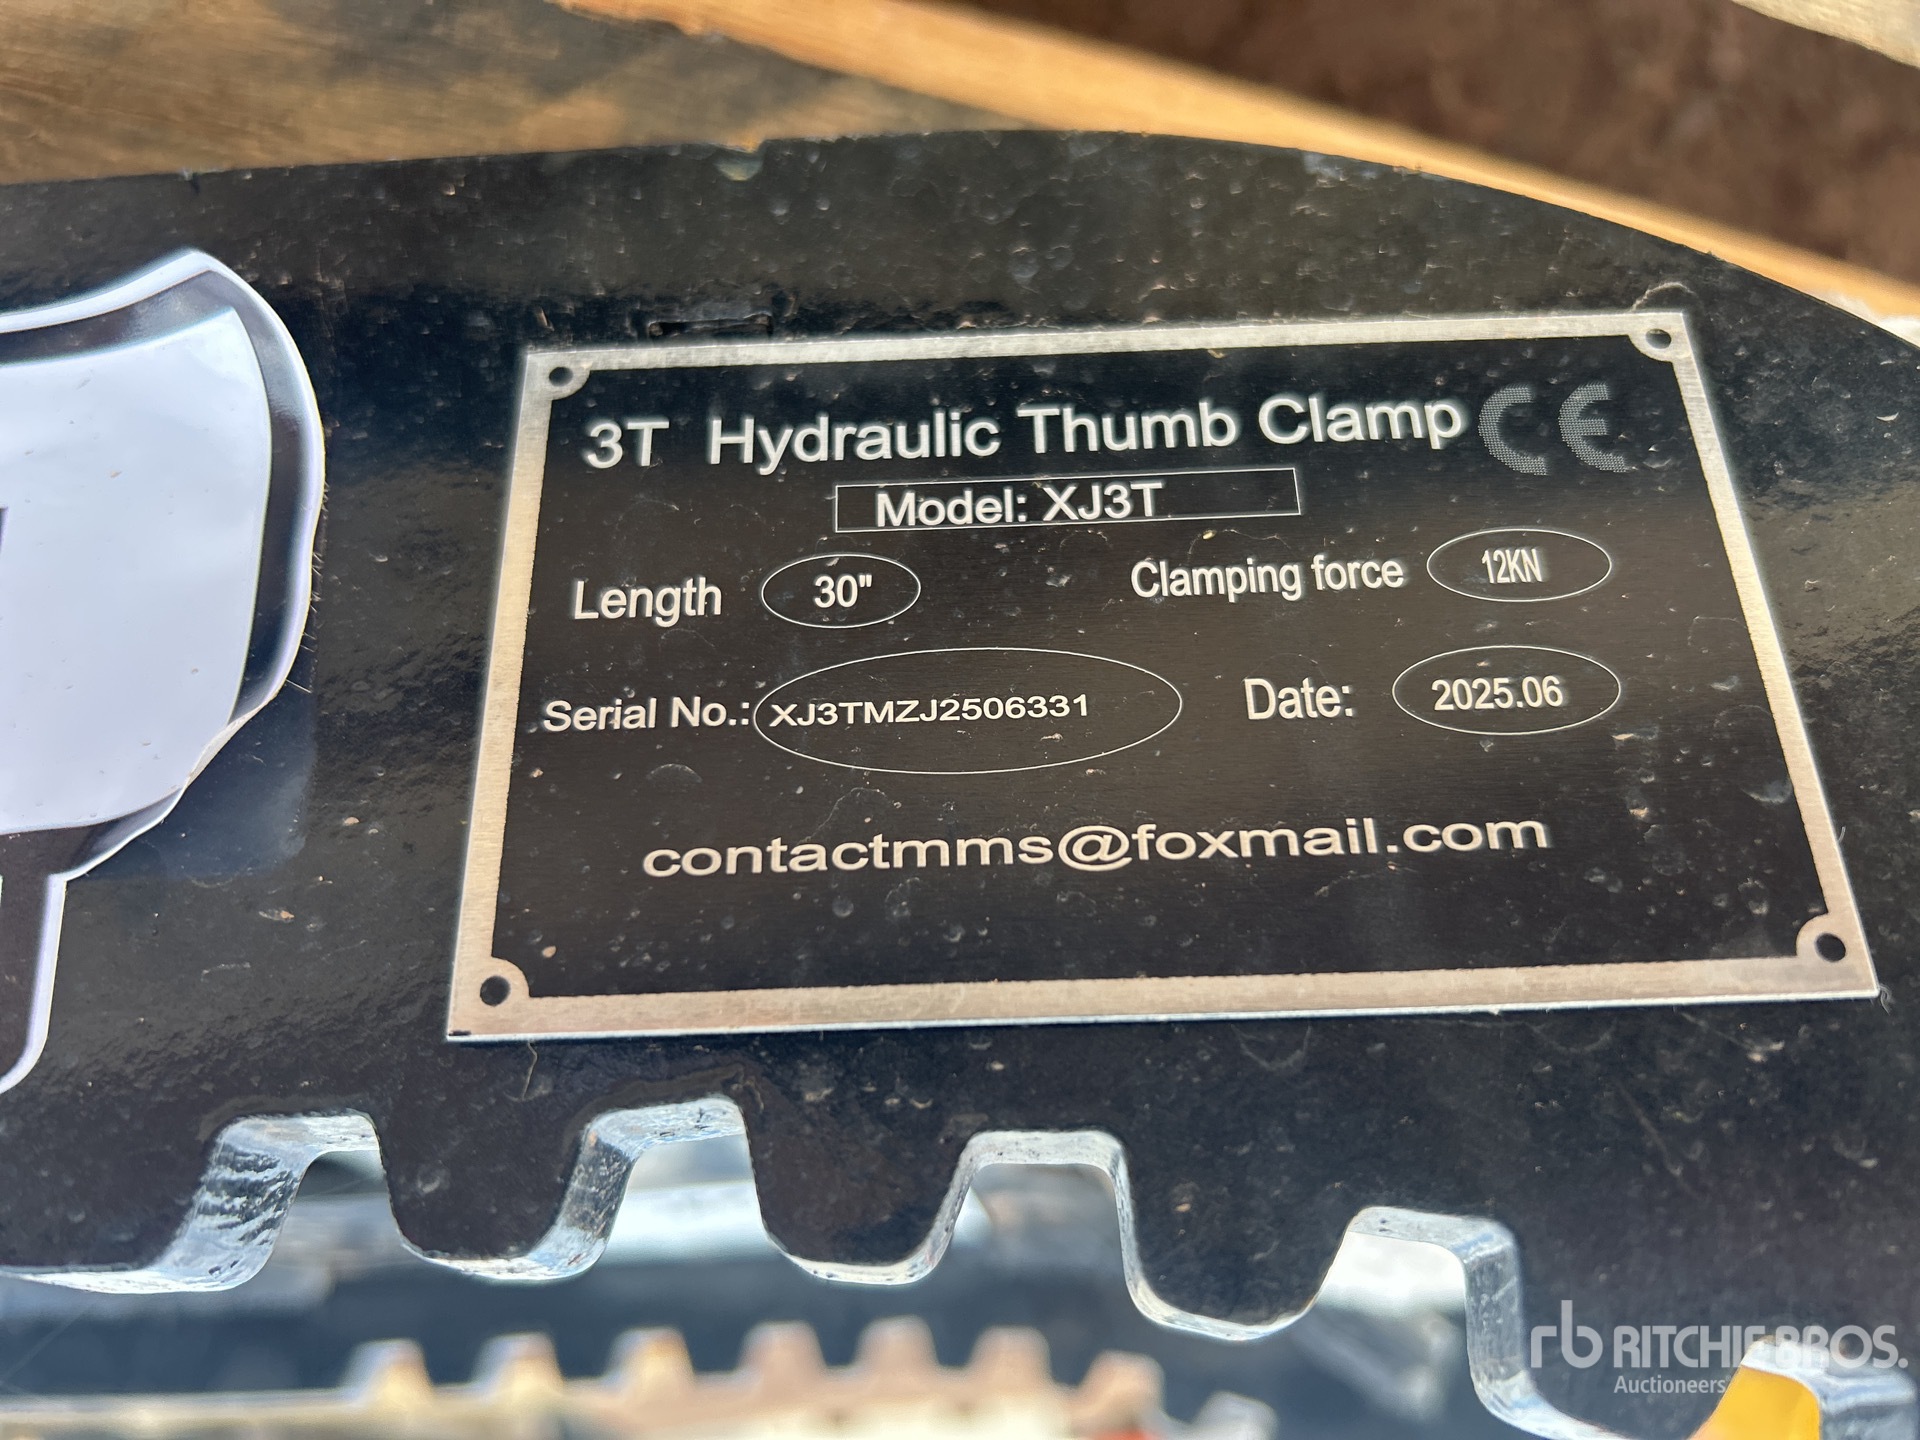 3T Hydraulic Thumb Clamp CE
Model: XJ3T
Length 30" Clamping force 12KN
Serial No.: XJ3TMZJ2506331 Date: 2025.06
contactmms@foxmail.com
rb RITCHIE BROS.
Auctioneers